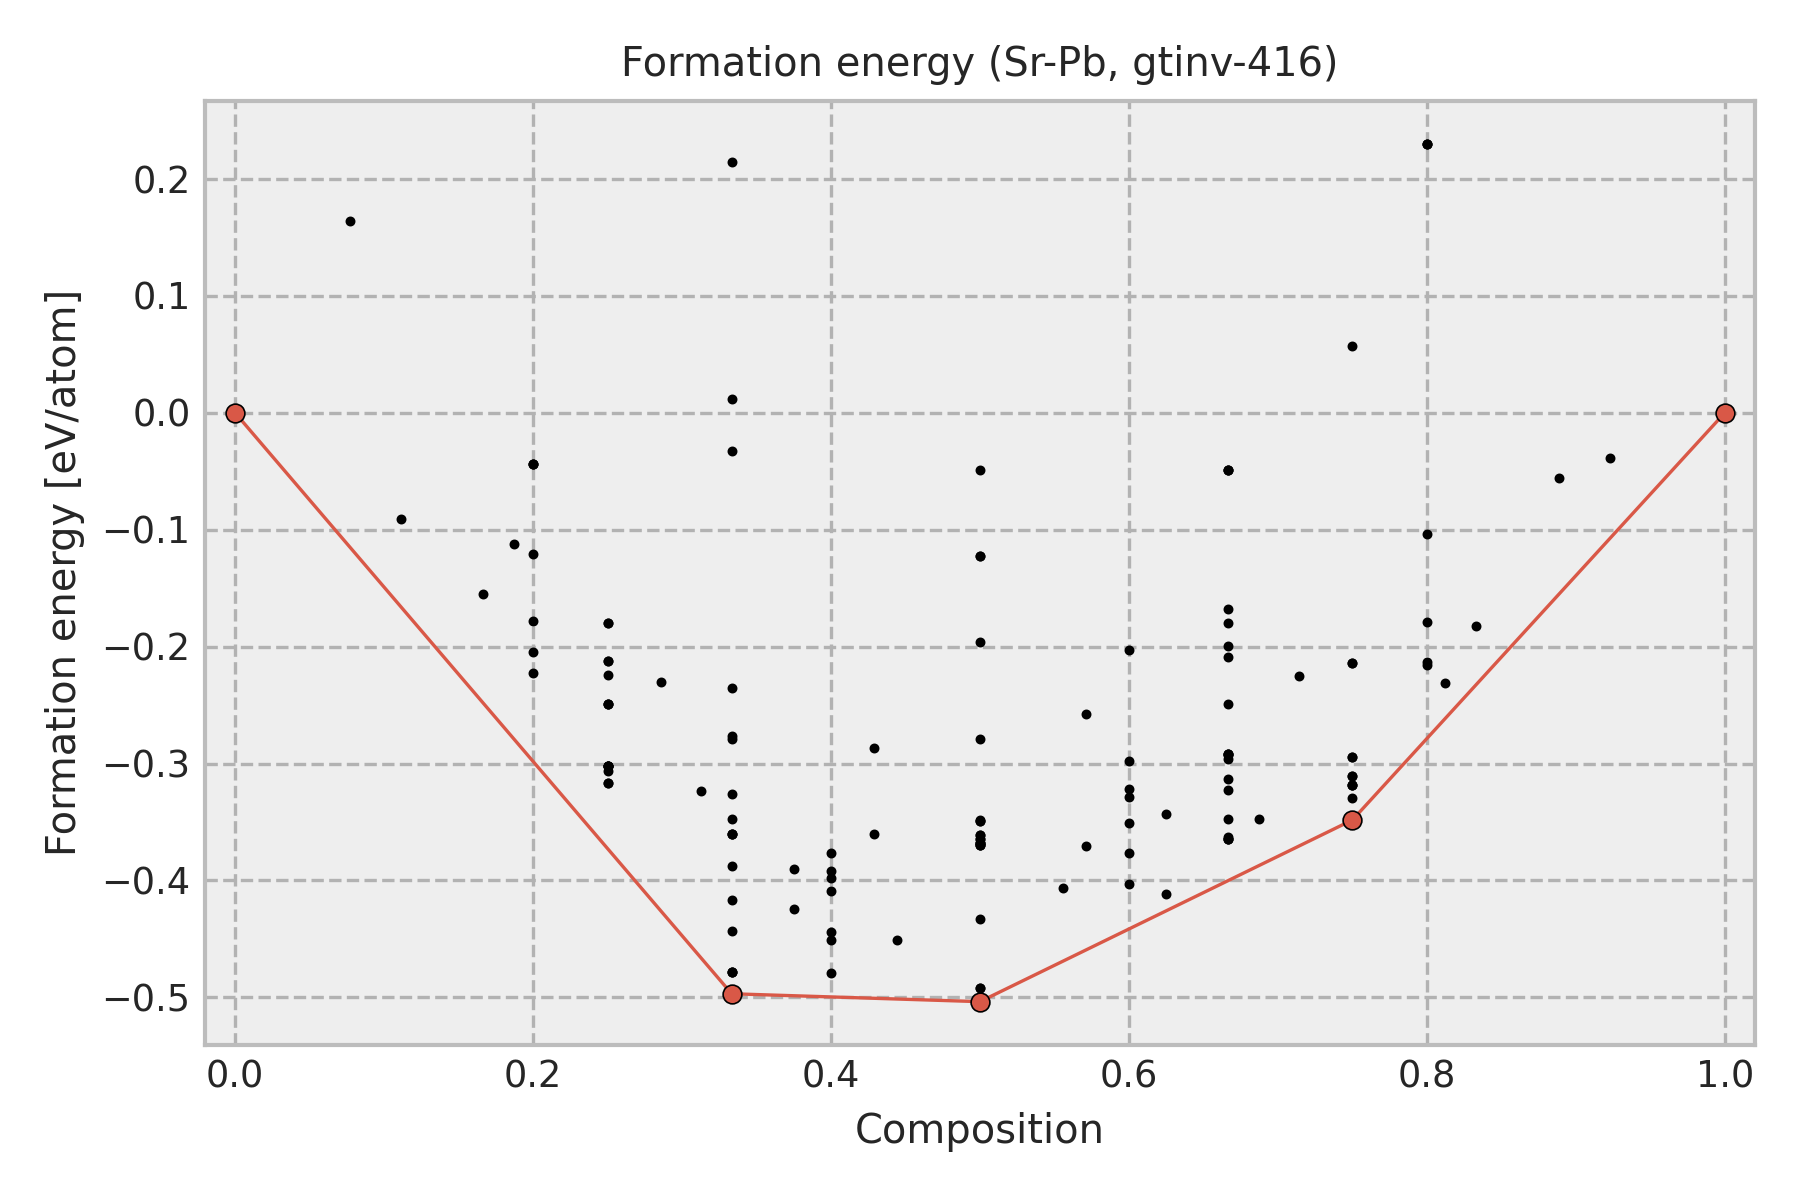 Formation energy (Sr-Pb, gtinv-416)
Formation energy [eV/atom]
0.2
0.1
0.0
−0.1
−0.2
−0.3
−0.4
−0.5
0.0 0.2 0.4 0.6 0.8 1.0
Composition